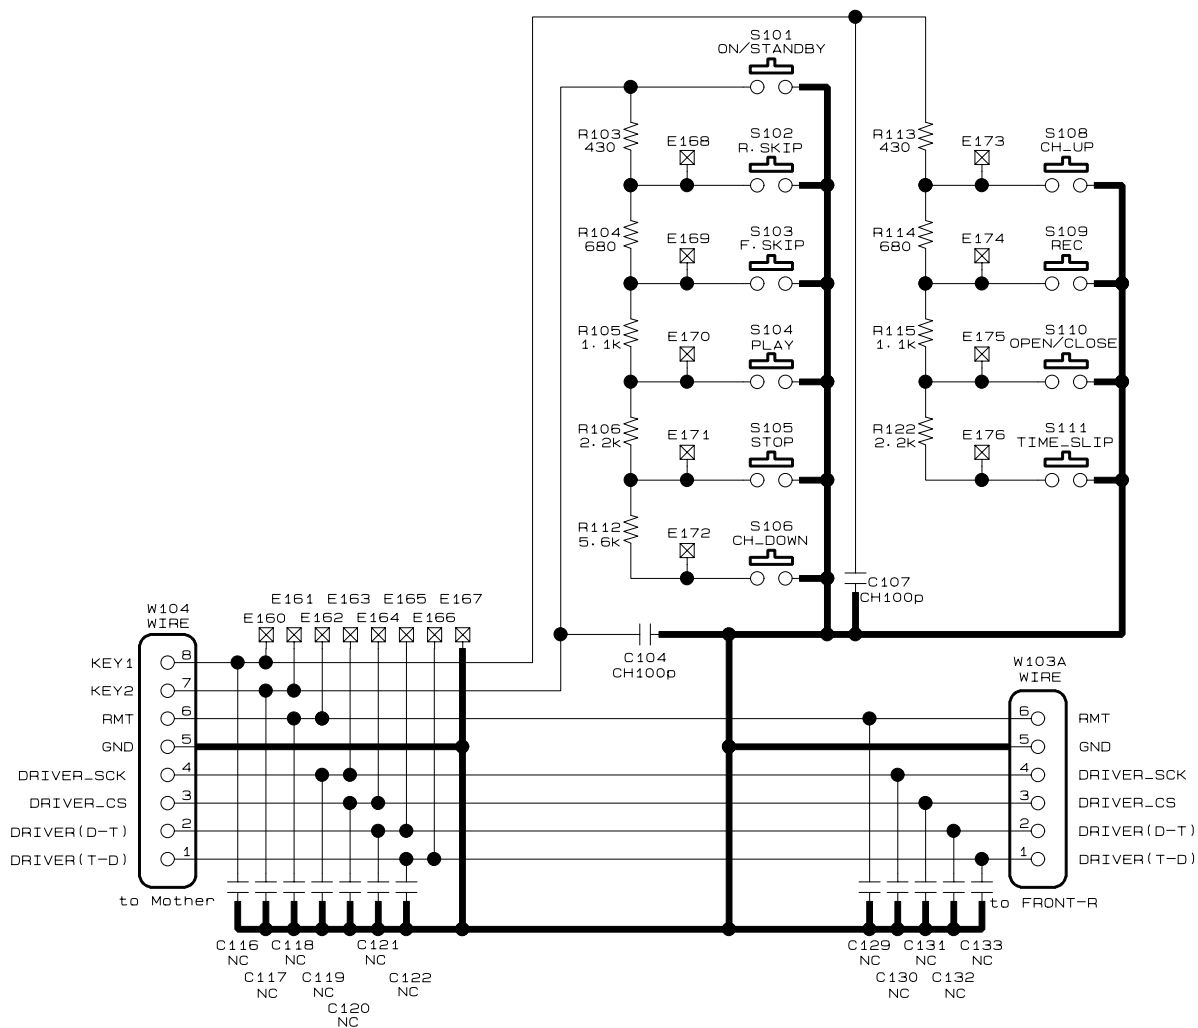 S101
ON/STANDBY
R103
430
E168
S102
R.SKIP
R113
430
E173
S108
CH_UP
R104
680
E169
S103
F.SKIP
R114
680
E174
S109
REC
R105
1.1K
E170
S104
PLAY
R115
1.1K
E175
S110
OPEN/CLOSE
R106
2.2K
E171
S105
STOP
R122
2.2K
E176
S111
TIME_SLIP
R112
5.6K
E172
S106
CH_DOWN
C107
CH100p
C104
CH100p
W104
WIRE
E161 E163 E165 E167
E160 E162 E164 E166
KEY1 8
KEY2 7
RMT 6
GND 5
DRIVER_SCK 4
DRIVER_CS 3
DRIVER(D-T) 2
DRIVER(T-D) 1
to Mother
W103A
WIRE
6 RMT
5 GND
4 DRIVER_SCK
3 DRIVER_CS
2 DRIVER(D-T)
1 DRIVER(T-D)
to FRONT-R
C116
NC
C118
NC
C121
NC
C117
NC
C119
NC
C122
NC
C120
NC
C129
NC
C131
NC
C133
NC
C130
NC
C132
NC